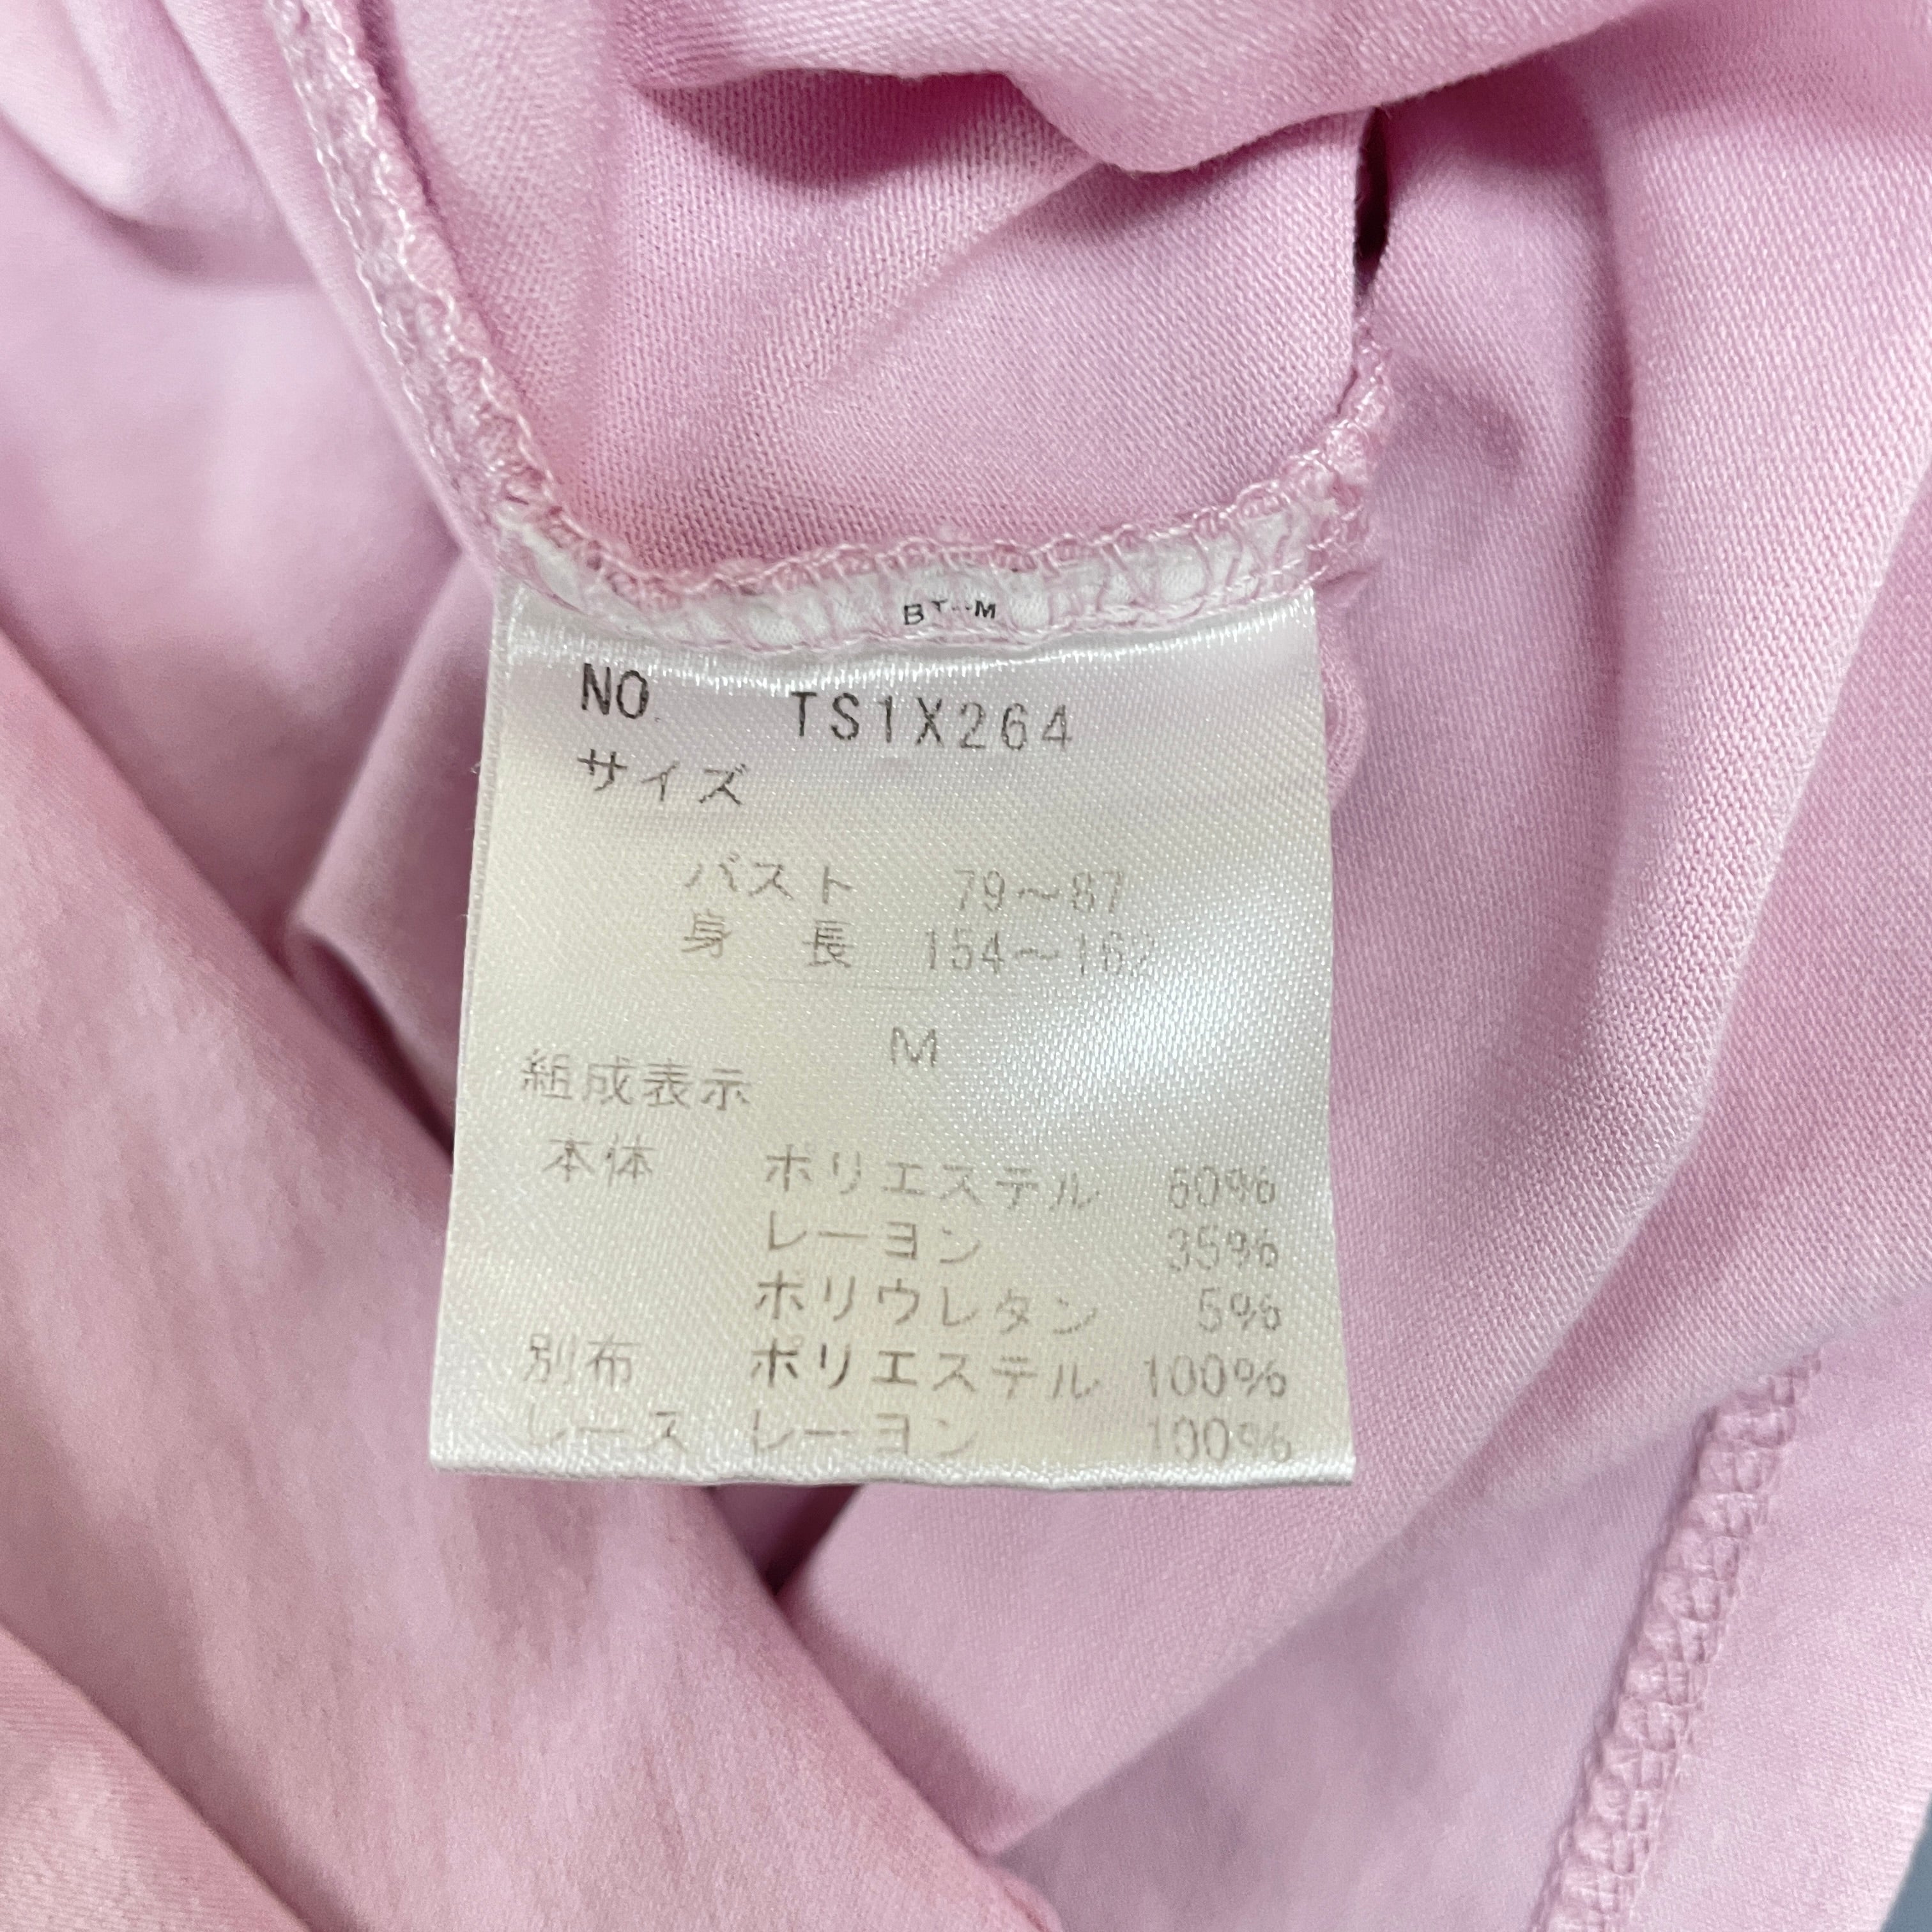 BT--M
NO. TS1X264
サイズ
バスト 79～87
身 長 154～162
M
組成表示
本体 ポリエステル 60%
レーヨン 35%
ポリウレタン 5%
別布 ポリエステル 100%
レース レーヨン 100%